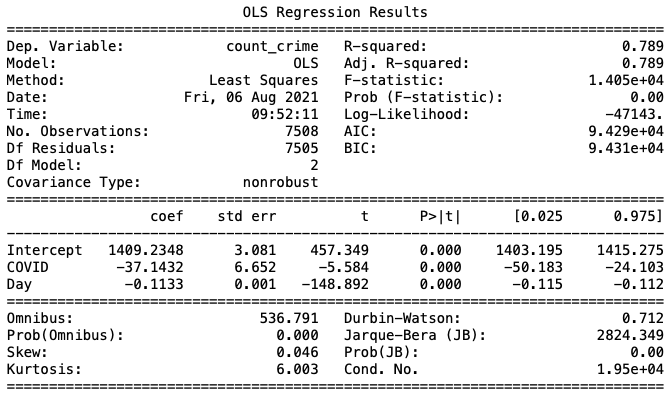 OLS Regression Results
==============================================================================
Dep. Variable: count_crime R-squared: 0.789
Model: OLS Adj. R-squared: 0.789
Method: Least Squares F-statistic: 1.405e+04
Date: Fri, 06 Aug 2021 Prob (F-statistic): 0.00
Time: 09:52:11 Log-Likelihood: -47143.
No. Observations: 7508 AIC: 9.429e+04
Df Residuals: 7505 BIC: 9.431e+04
Df Model: 2
Covariance Type: nonrobust
==============================================================================
coef std err t P>|t| [0.025 0.975]
------------------------------------------------------------------------------
Intercept 1409.2348 3.081 457.349 0.000 1403.195 1415.275
COVID -37.1432 6.652 -5.584 0.000 -50.183 -24.103
Day -0.1133 0.001 -148.892 0.000 -0.115 -0.112
==============================================================================
Omnibus: 536.791 Durbin-Watson: 0.712
Prob(Omnibus): 0.000 Jarque-Bera (JB): 2824.349
Skew: 0.046 Prob(JB): 0.00
Kurtosis: 6.003 Cond. No. 1.95e+04
==============================================================================